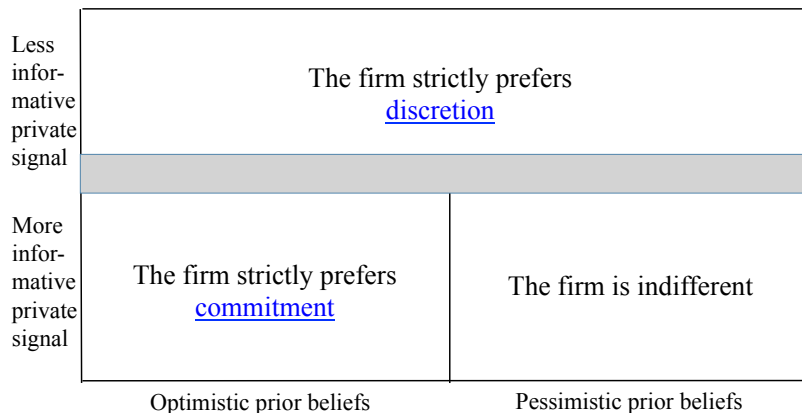 Less
infor-
mative
private
signal
The firm strictly prefers
discretion
More
infor-
mative
private
signal
The firm strictly prefers
commitment
The firm is indifferent
Optimistic prior beliefs
Pessimistic prior beliefs